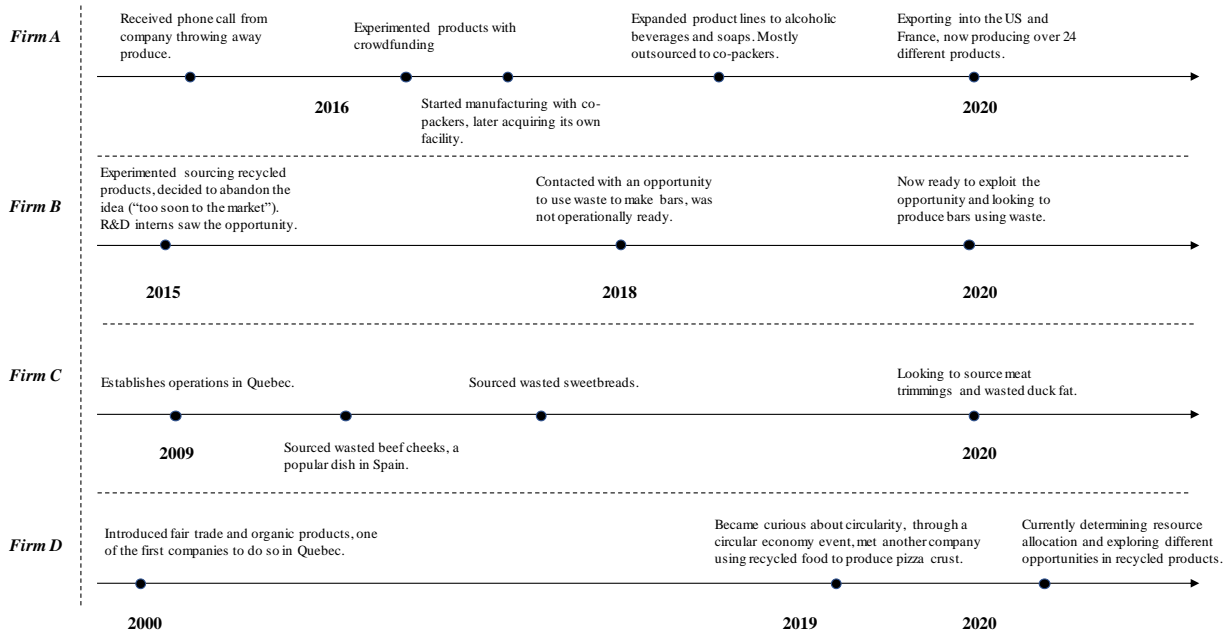 Firm A
Received phone call from
company throwing away
produce.
Experimented products with
crowdfunding
Expanded product lines to alcoholic
beverages and soaps. Mostly
outsourced to co-packers.
Exporting into the US and
France, now producing over 24
different products.
2016
Started manufacturing with co-
packers, later acquiring its own
facility.
2020
Firm B
Experimented sourcing recycled
products, decided to abandon the
idea (“too soon to the market”).
R&D interns saw the opportunity.
Contacted with an opportunity
to use waste to make bars, was
not operationally ready.
Now ready to exploit the
opportunity and looking to
produce bars using waste.
2015
2018
2020
Firm C
Establishes operations in Quebec.
Sourced wasted sweetbreads.
Looking to source meat
trimmings and wasted duck fat.
2009
Sourced wasted beef cheeks, a
popular dish in Spain.
2020
Firm D
Introduced fair trade and organic products, one
of the first companies to do so in Quebec.
Became curious about circularity, through a
circular economy event, met another company
using recycled food to produce pizza crust.
Currently determining resource
allocation and exploring different
opportunities in recycled products.
2000
2019
2020